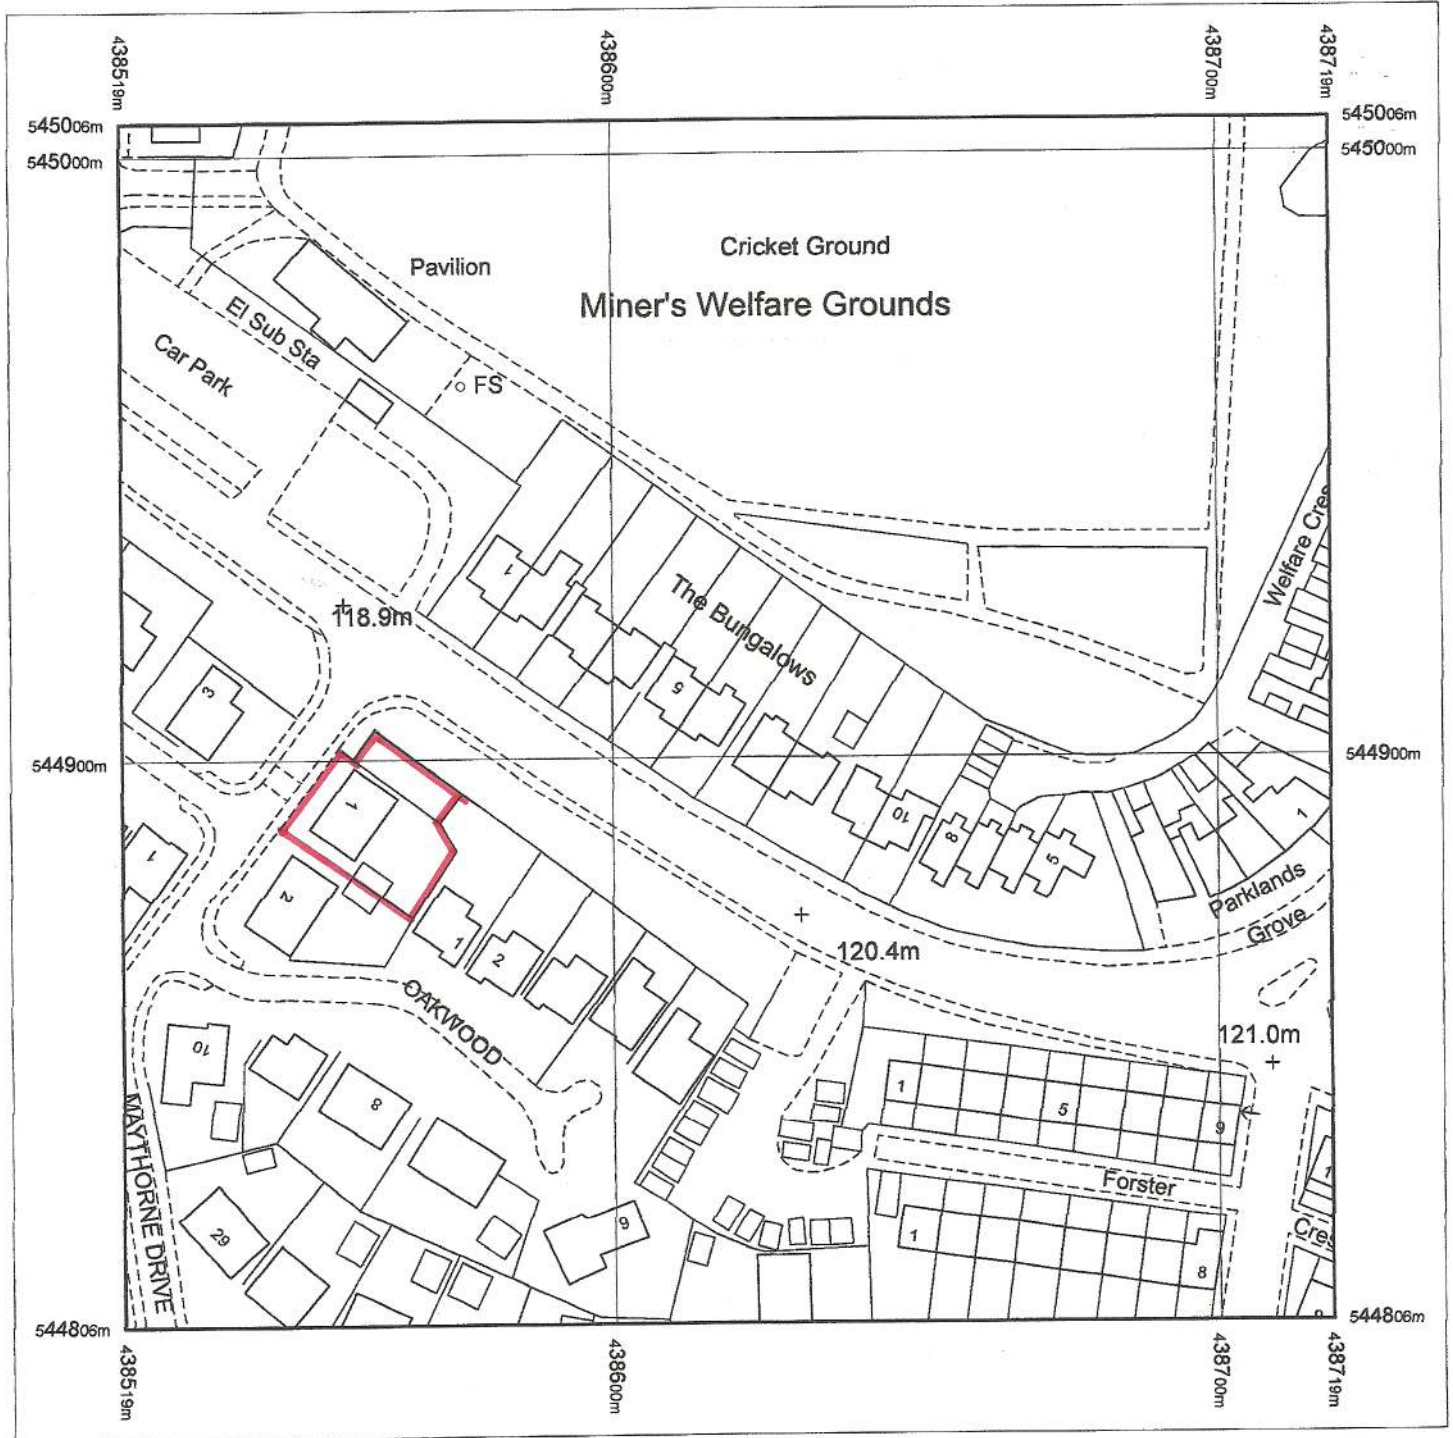 438519m
438600m
438700m
438719m
545006m
545006m
545000m
545000m
Cricket Ground
Pavilion
Miner's Welfare Grounds
El Sub Sta
Car Park
FS
Welfare Cres
1
The Bungalows
118.9m
5
3
544900m
544900m
1
10
8
5
1
1
Parklands
Grove
2
1
2
120.4m
OAKWOOD
121.0m
10
8
1
5
9
MAYTHORNE DRIVE
Forster
1
Cres
29
9
1
8
544806m
544806m
438519m
438600m
438700m
438719m